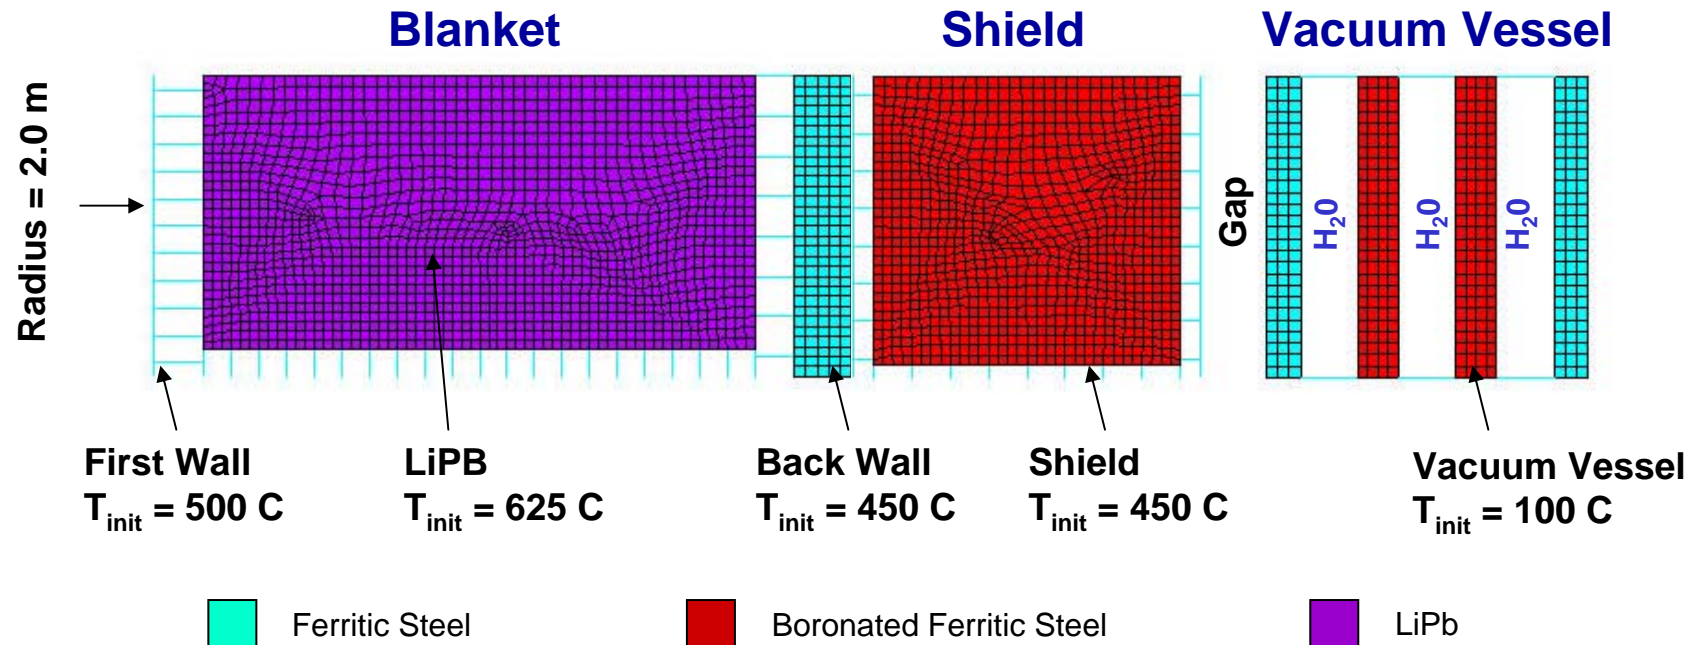 Blanket
Shield
Vacuum Vessel
Radius = 2.0 m
Gap
H20
H20
H20
First Wall
Tinit = 500 C
LiPB
Tinit = 625 C
Back Wall
Tinit = 450 C
Shield
Tinit = 450 C
Vacuum Vessel
Tinit = 100 C
Ferritic Steel
Boronated Ferritic Steel
LiPb